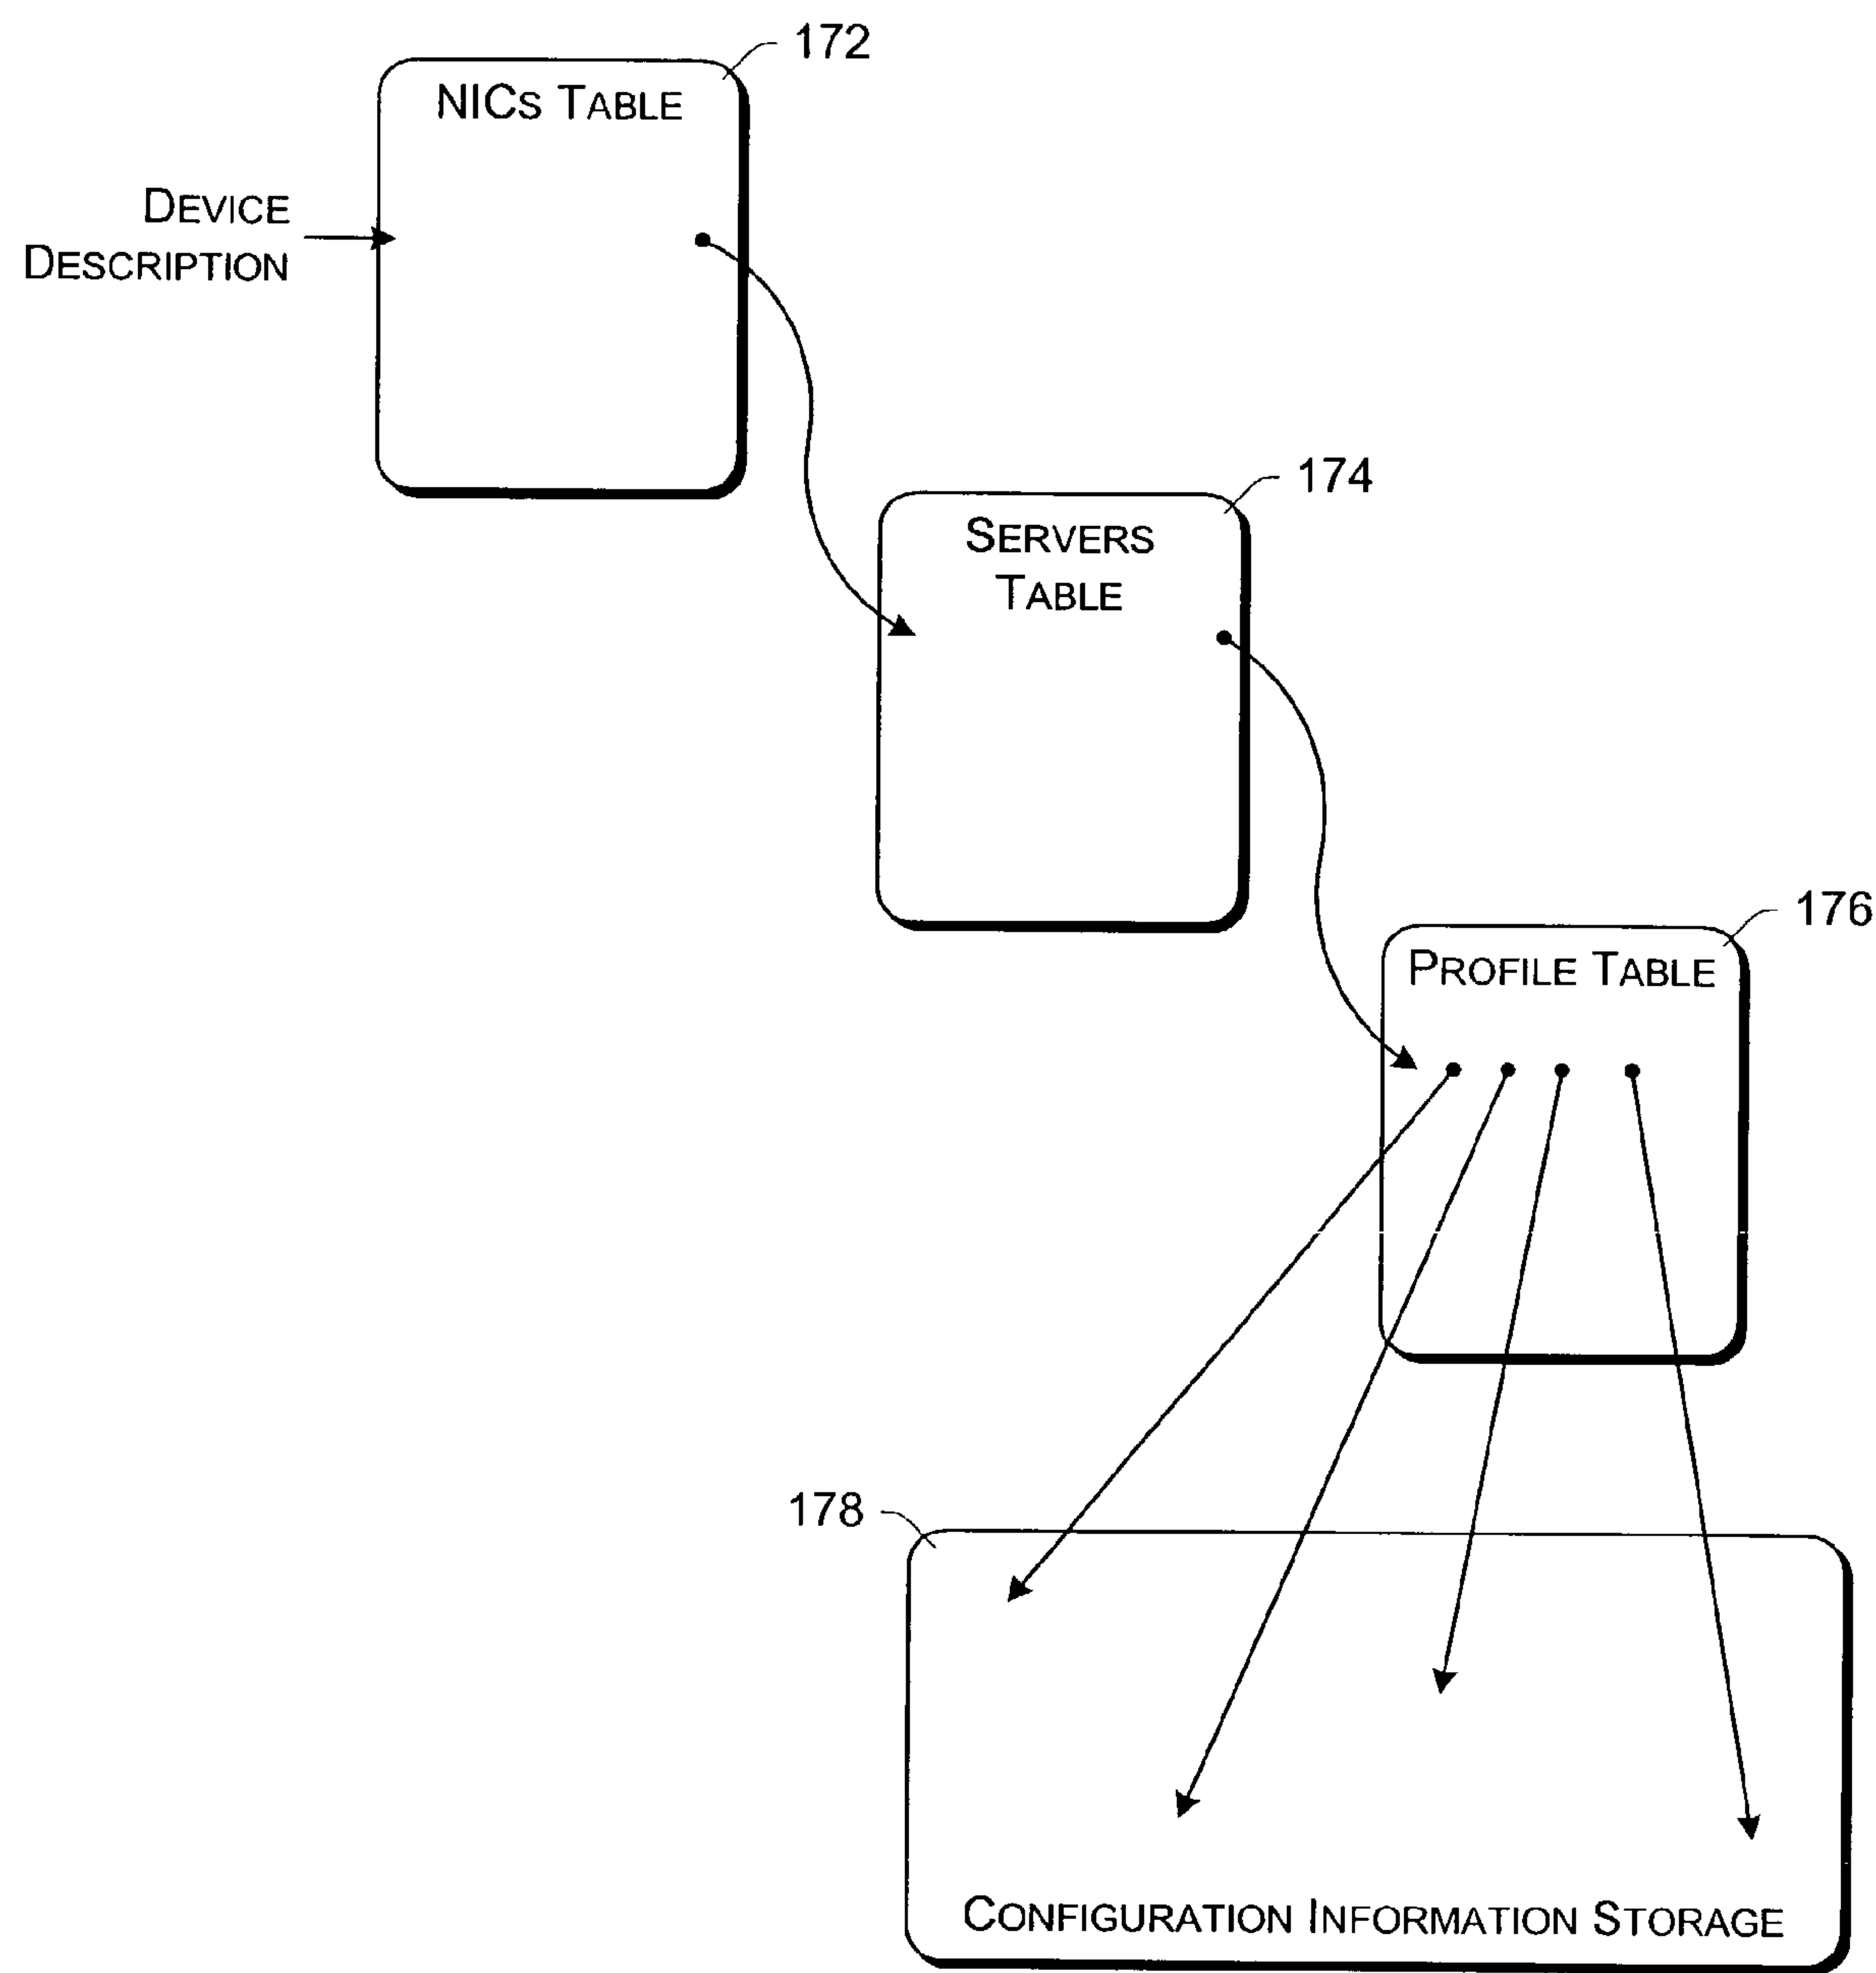 172
NICs TABLE
DEVICE
DESCRIPTION
174
SERVERS
TABLE
176
PROFILE TABLE
178
CONFIGURATION INFORMATION STORAGE